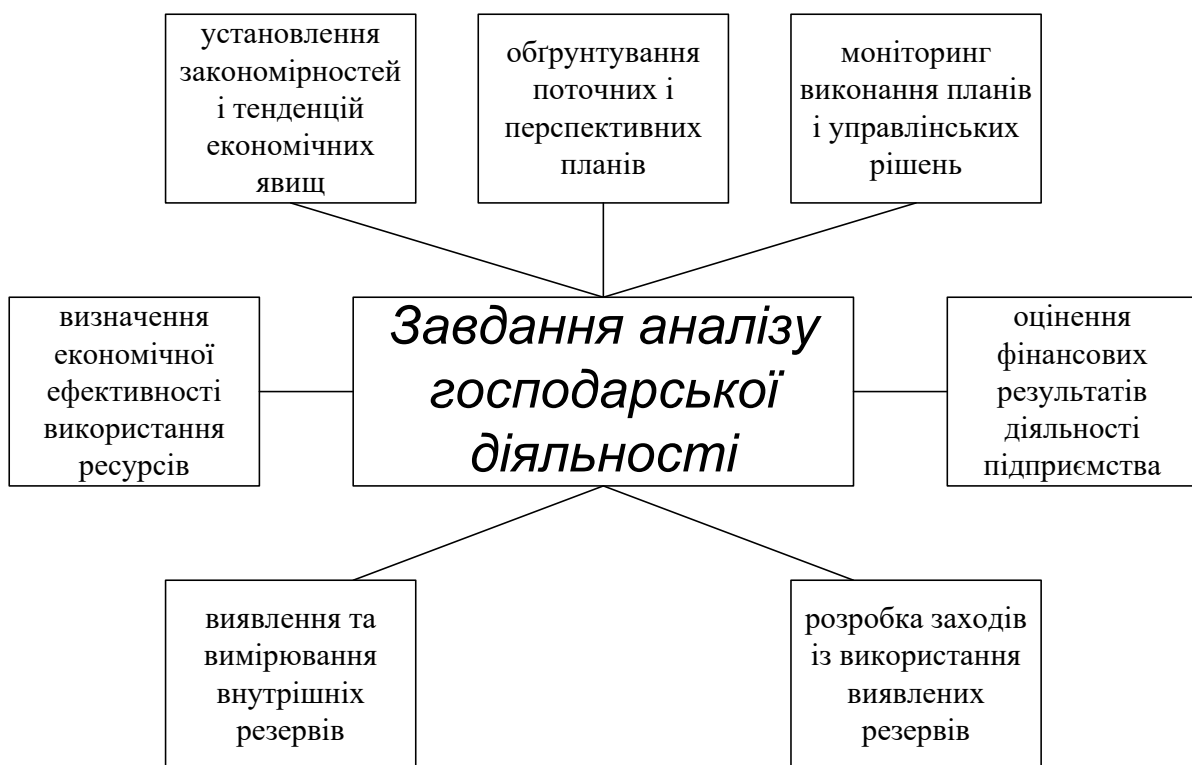 установлення
закономірностей
і тенденцій
економічних
явищ
обґрунтування
поточних і
перспективних
планів
моніторинг
виконання планів
і управлінських
рішень
визначення
економічної
ефективності
використання
ресурсів
Завдання аналізу
господарської
діяльності
оцінення
фінансових
результатів
діяльності
підприємства
виявлення та
вимірювання
внутрішніх
резервів
розробка заходів
із використання
виявлених
резервів